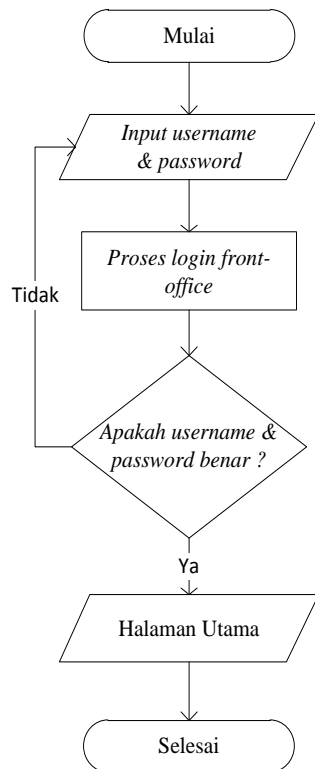 Mulai
Input username
& password
Proses login front-
office
Tidak
Apakah username &
password benar ?
Ya
Halaman Utama
Selesai